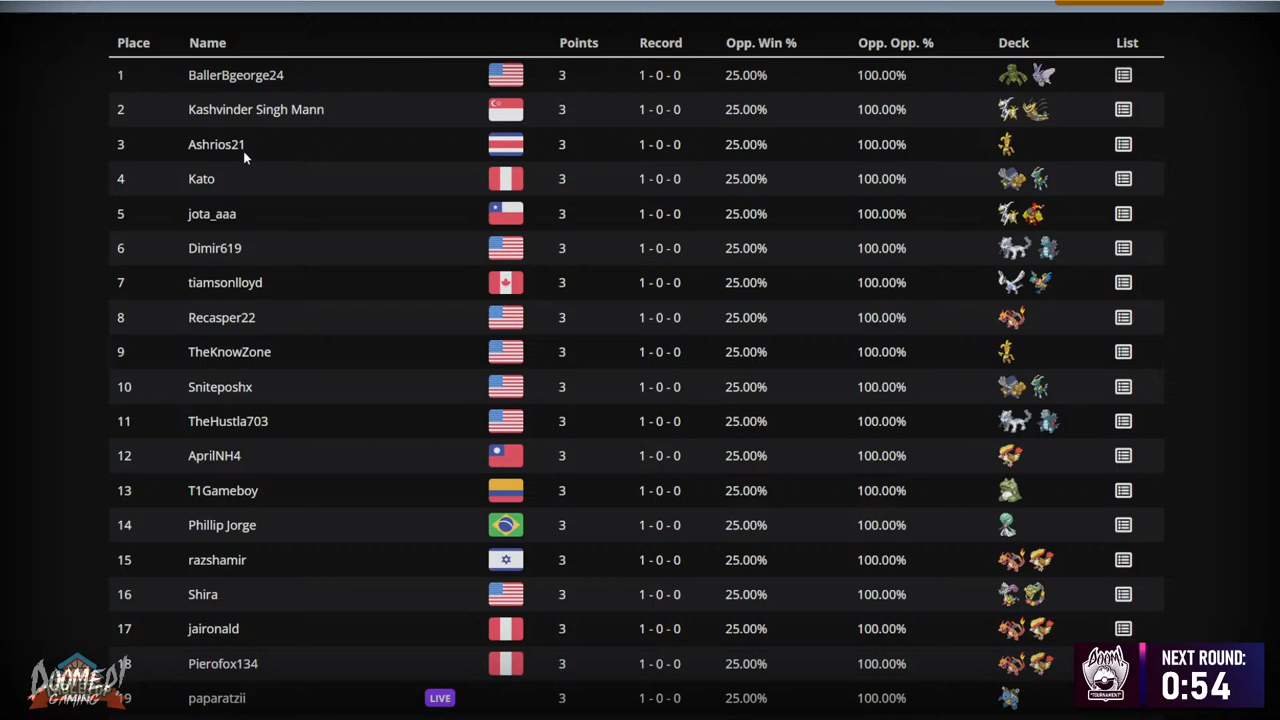 Place Name Points Record Opp. Win % Opp. Opp. % Deck List
1 BallerBgeorge24 3 1 - 0 - 0 25.00% 100.00%
2 Kashvinder Singh Mann 3 1 - 0 - 0 25.00% 100.00%
3 Ashrios21 3 1 - 0 - 0 25.00% 100.00%
4 Kato 3 1 - 0 - 0 25.00% 100.00%
5 jota_aaa 3 1 - 0 - 0 25.00% 100.00%
6 Dimir619 3 1 - 0 - 0 25.00% 100.00%
7 tiamsonlloyd 3 1 - 0 - 0 25.00% 100.00%
8 Recasper22 3 1 - 0 - 0 25.00% 100.00%
9 TheKnowZone 3 1 - 0 - 0 25.00% 100.00%
10 Sniteposhx 3 1 - 0 - 0 25.00% 100.00%
11 TheHustla703 3 1 - 0 - 0 25.00% 100.00%
12 AprilNH4 3 1 - 0 - 0 25.00% 100.00%
13 T1Gameboy 3 1 - 0 - 0 25.00% 100.00%
14 Phillip Jorge 3 1 - 0 - 0 25.00% 100.00%
15 razshamir 3 1 - 0 - 0 25.00% 100.00%
16 Shira 3 1 - 0 - 0 25.00% 100.00%
17 jaironald 3 1 - 0 - 0 25.00% 100.00%
18 Pierofox134 3 1 - 0 - 0 25.00% 100.00%
19 paparatzii LIVE 3 1 - 0 - 0 25.00% 100.00%
GAMING
DOOM!
TOURNAMENT
NEXT ROUND:
0:54